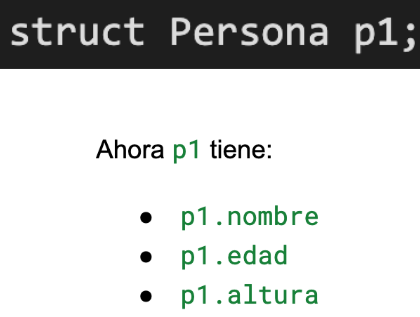 struct Persona p1;
Ahora p1 tiene:
● p1.nombre
● p1.edad
● p1.altura